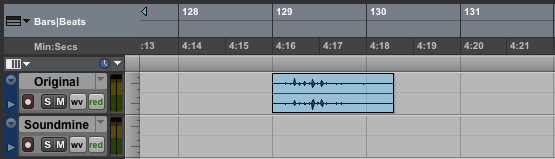 Bars|Beats 128 129 130 131
Min:Secs :13 4:14 4:15 4:16 4:17 4:18 4:19 4:20 4:21
Original
S M wv red
Soundmine
S M wv red